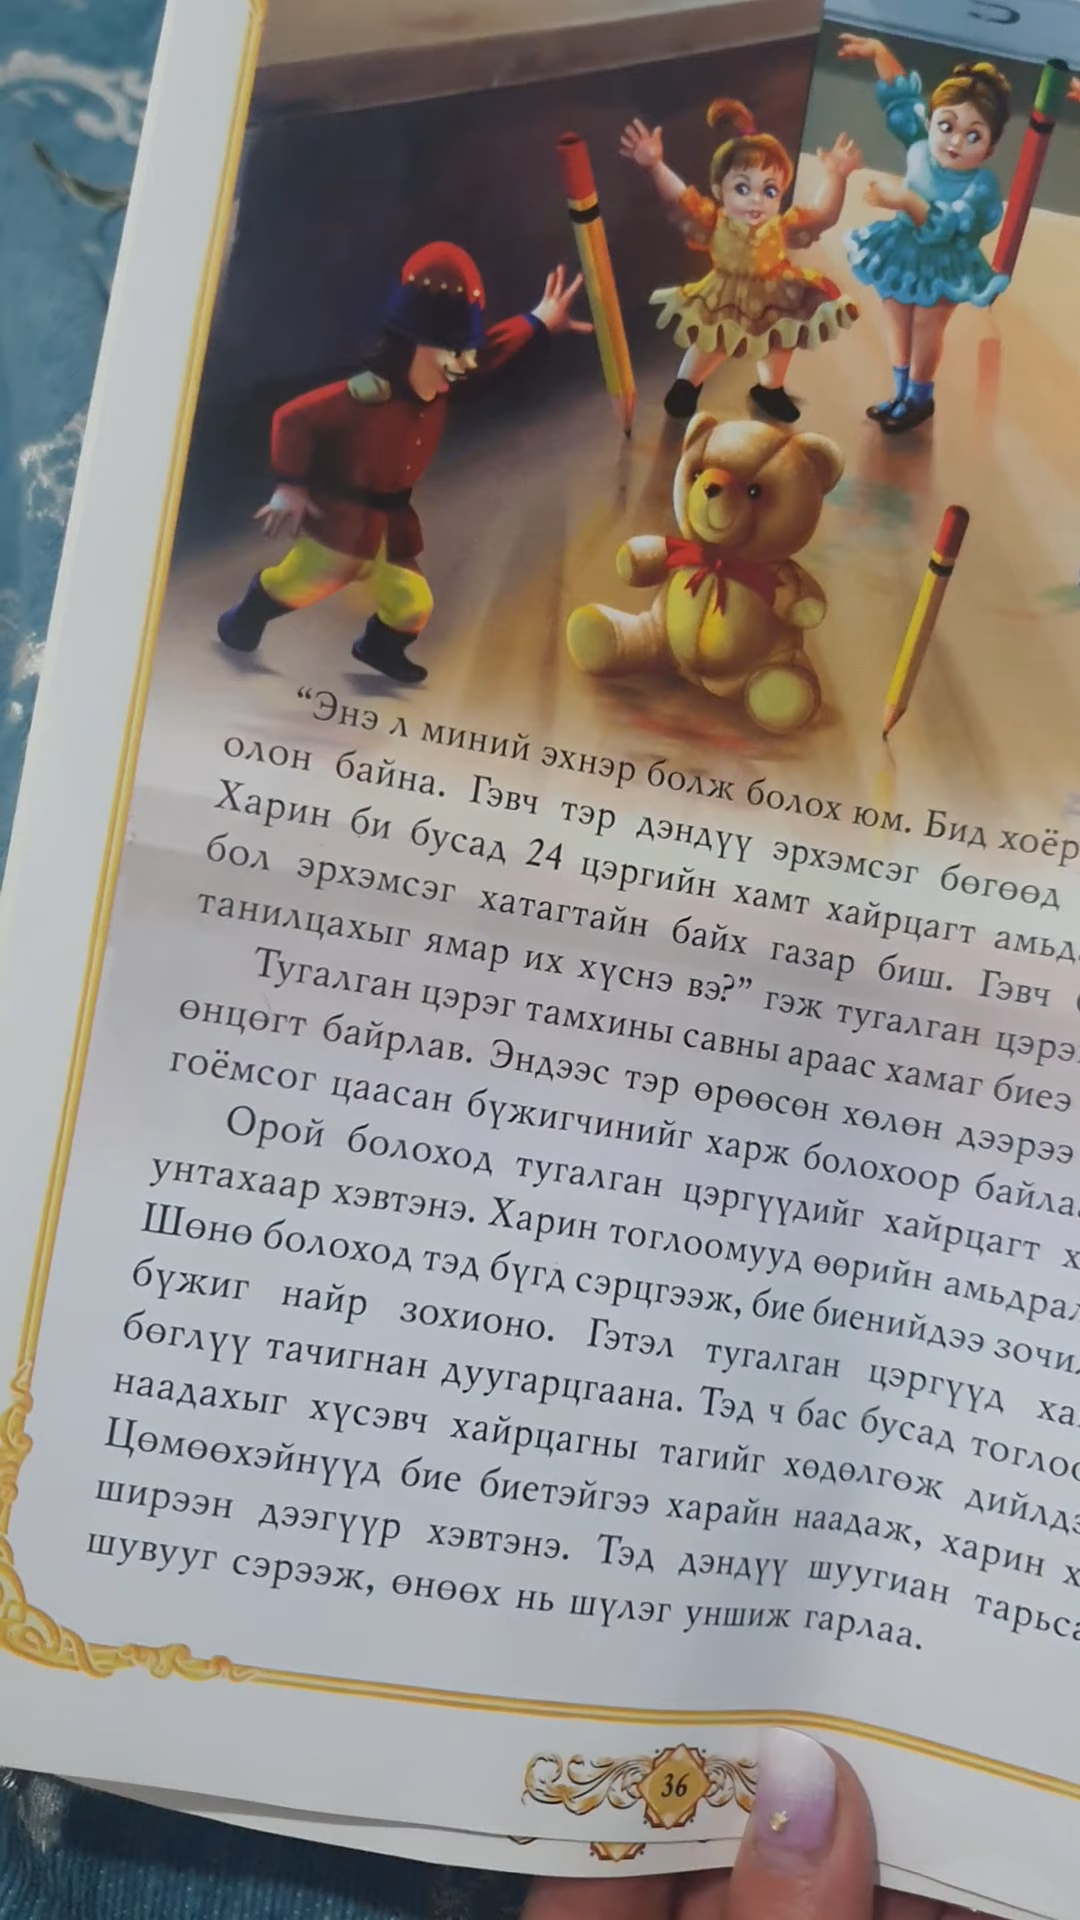 “Энэ л миний эхнэр болж болох юм. Бид хоёр
олон байна. Гэвч тэр дэндүү эрхэмсэг бөгөөд
Харин би бусад 24 цэргийн хамт хайрцагт амьд
бол эрхэмсэг хатагтайн байх газар биш. Гэвч
танилцахыг ямар их хүснэ вэ?” гэж тугалган цэрэ
Тугалган цэрэг тамхины савны араас хамаг биеэ
өнцөгт байрлав. Эндээс тэр өрөөсөн хөлөн дээрээ
гоёмсог цаасан бүжигчинийг харж болохоор байла
Орой болоход тугалган цэргүүдийг хайрцагт х
унтахаар хэвтэнэ. Харин тоглоомууд өөрийн амьдрал
Шөнө болоход тэд бүгд сэрцгээж, бие биенийдээ зочи
бүжиг найр зохионо. Гэтэл тугалган цэргүүд ха
бөглүү тачигнан дуугарцгаана. Тэд ч бас бусад тогло
наадахыг хүсэвч хайрцагны тагийг хөдөлгөж дийлдэ
Цөмөөхэйнүүд бие биетэйгээ харайн наадаж, харин х
ширээн дээгүүр хэвтэнэ. Тэд дэндүү шуугиан тарьса
шувууг сэрээж, өнөөх нь шүлэг уншиж гарлаа.
36